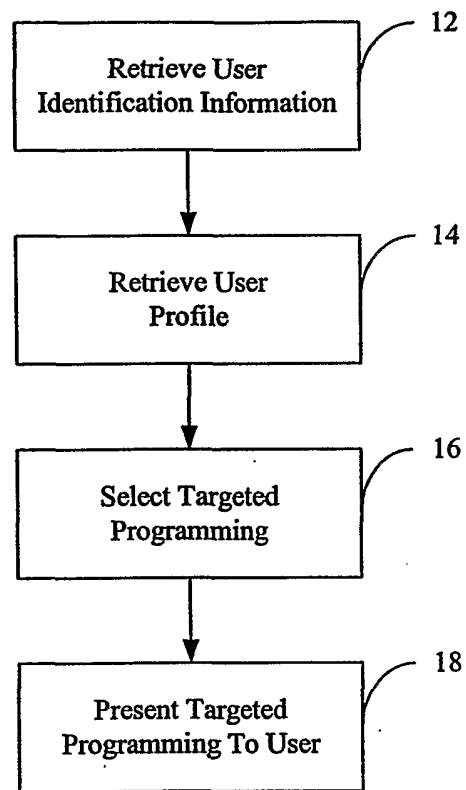 12
Retrieve User
Identification Information
14
Retrieve User
Profile
16
Select Targeted
Programming
18
Present Targeted
Programming To User